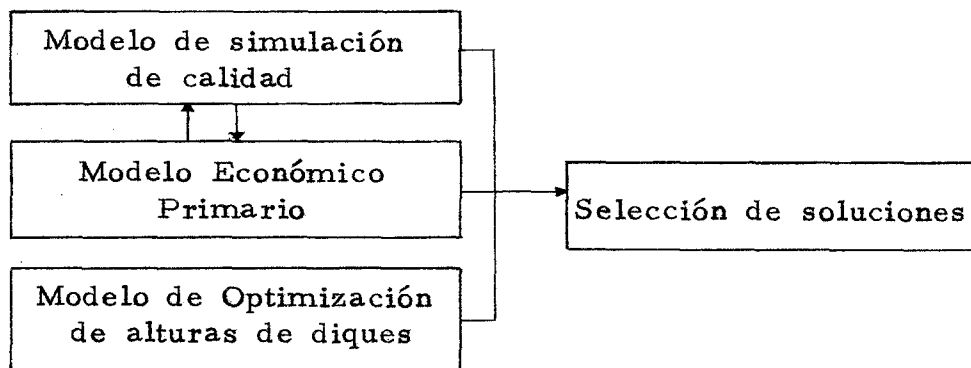 Modelo de simulación
de calidad
Modelo Económico
Primario
Selección de soluciones
Modelo de Optimización
de alturas de diques